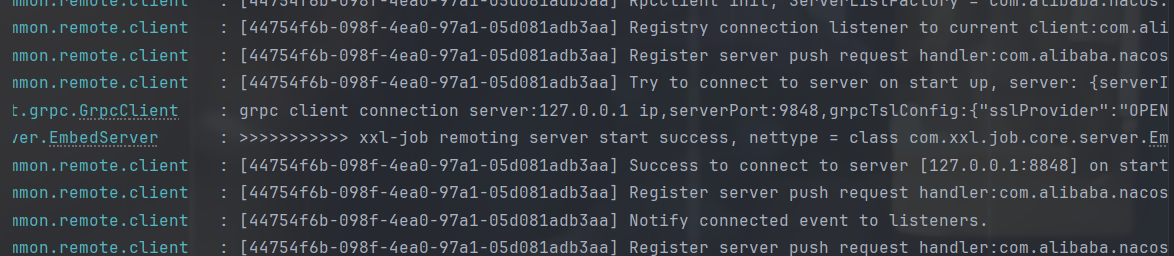 mmon.remote.client : [44754f6b-098f-4ea0-97a1-05d081adb3aa] RpcClient init, ServerListFactory = com.alibaba.nacos.
mmon.remote.client : [44754f6b-098f-4ea0-97a1-05d081adb3aa] Registry connection listener to current client:com.ali
mmon.remote.client : [44754f6b-098f-4ea0-97a1-05d081adb3aa] Register server push request handler:com.alibaba.nacos
mmon.remote.client : [44754f6b-098f-4ea0-97a1-05d081adb3aa] Try to connect to server on start up, server: {serverI
t.grpc.GrpcClient : grpc client connection server:127.0.0.1 ip,serverPort:9848,grpcTslConfig:{"sslProvider":"OPEN
ver.EmbedServer : >>>>>>>>>>> xxl-job remoting server start success, nettype = class com.xxl.job.core.server.Em
mmon.remote.client : [44754f6b-098f-4ea0-97a1-05d081adb3aa] Success to connect to server [127.0.0.1:8848] on start
mmon.remote.client : [44754f6b-098f-4ea0-97a1-05d081adb3aa] Register server push request handler:com.alibaba.nacos
mmon.remote.client : [44754f6b-098f-4ea0-97a1-05d081adb3aa] Notify connected event to listeners.
mmon.remote.client : [44754f6b-098f-4ea0-97a1-05d081adb3aa] Register server push request handler:com.alibaba.nacos